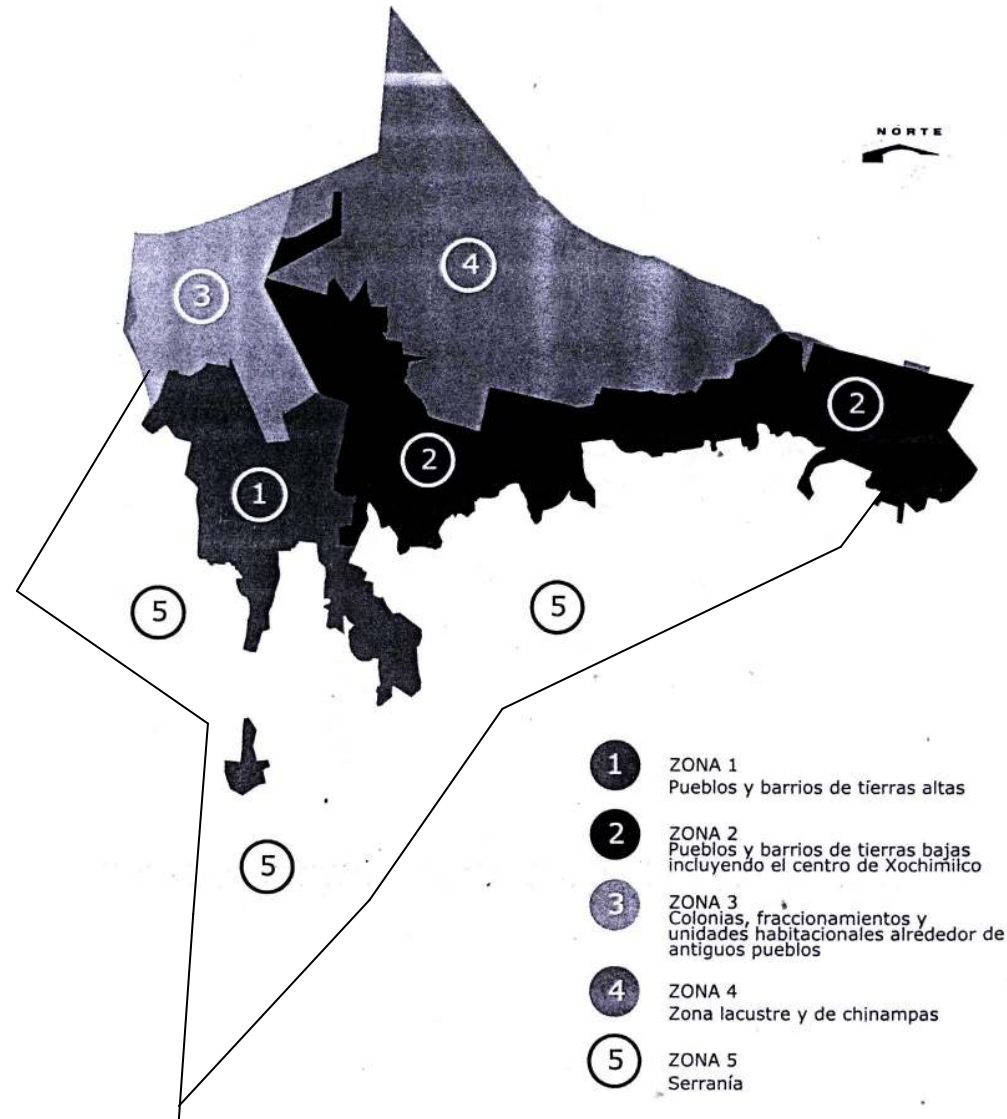 NORTE
4
3
2
2
1
5
5
5
1 ZONA 1
Pueblos y barrios de tierras altas
2 ZONA 2
Pueblos y barrios de tierras bajas
incluyendo el centro de Xochimilco
3 ZONA 3
Colonias, fraccionamientos y
unidades habitacionales alrededor de
antiguos pueblos
4 ZONA 4
Zona lacustre y de chinampas
5 ZONA 5
Serranía